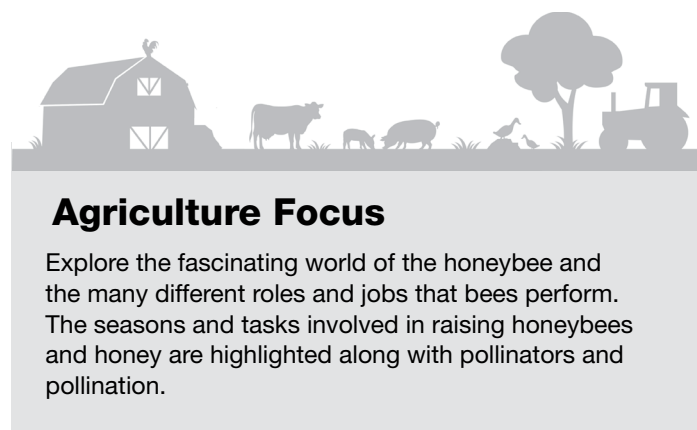 Agriculture Focus
Explore the fascinating world of the honeybee and
the many different roles and jobs that bees perform.
The seasons and tasks involved in raising honeybees
and honey are highlighted along with pollinators and
pollination.